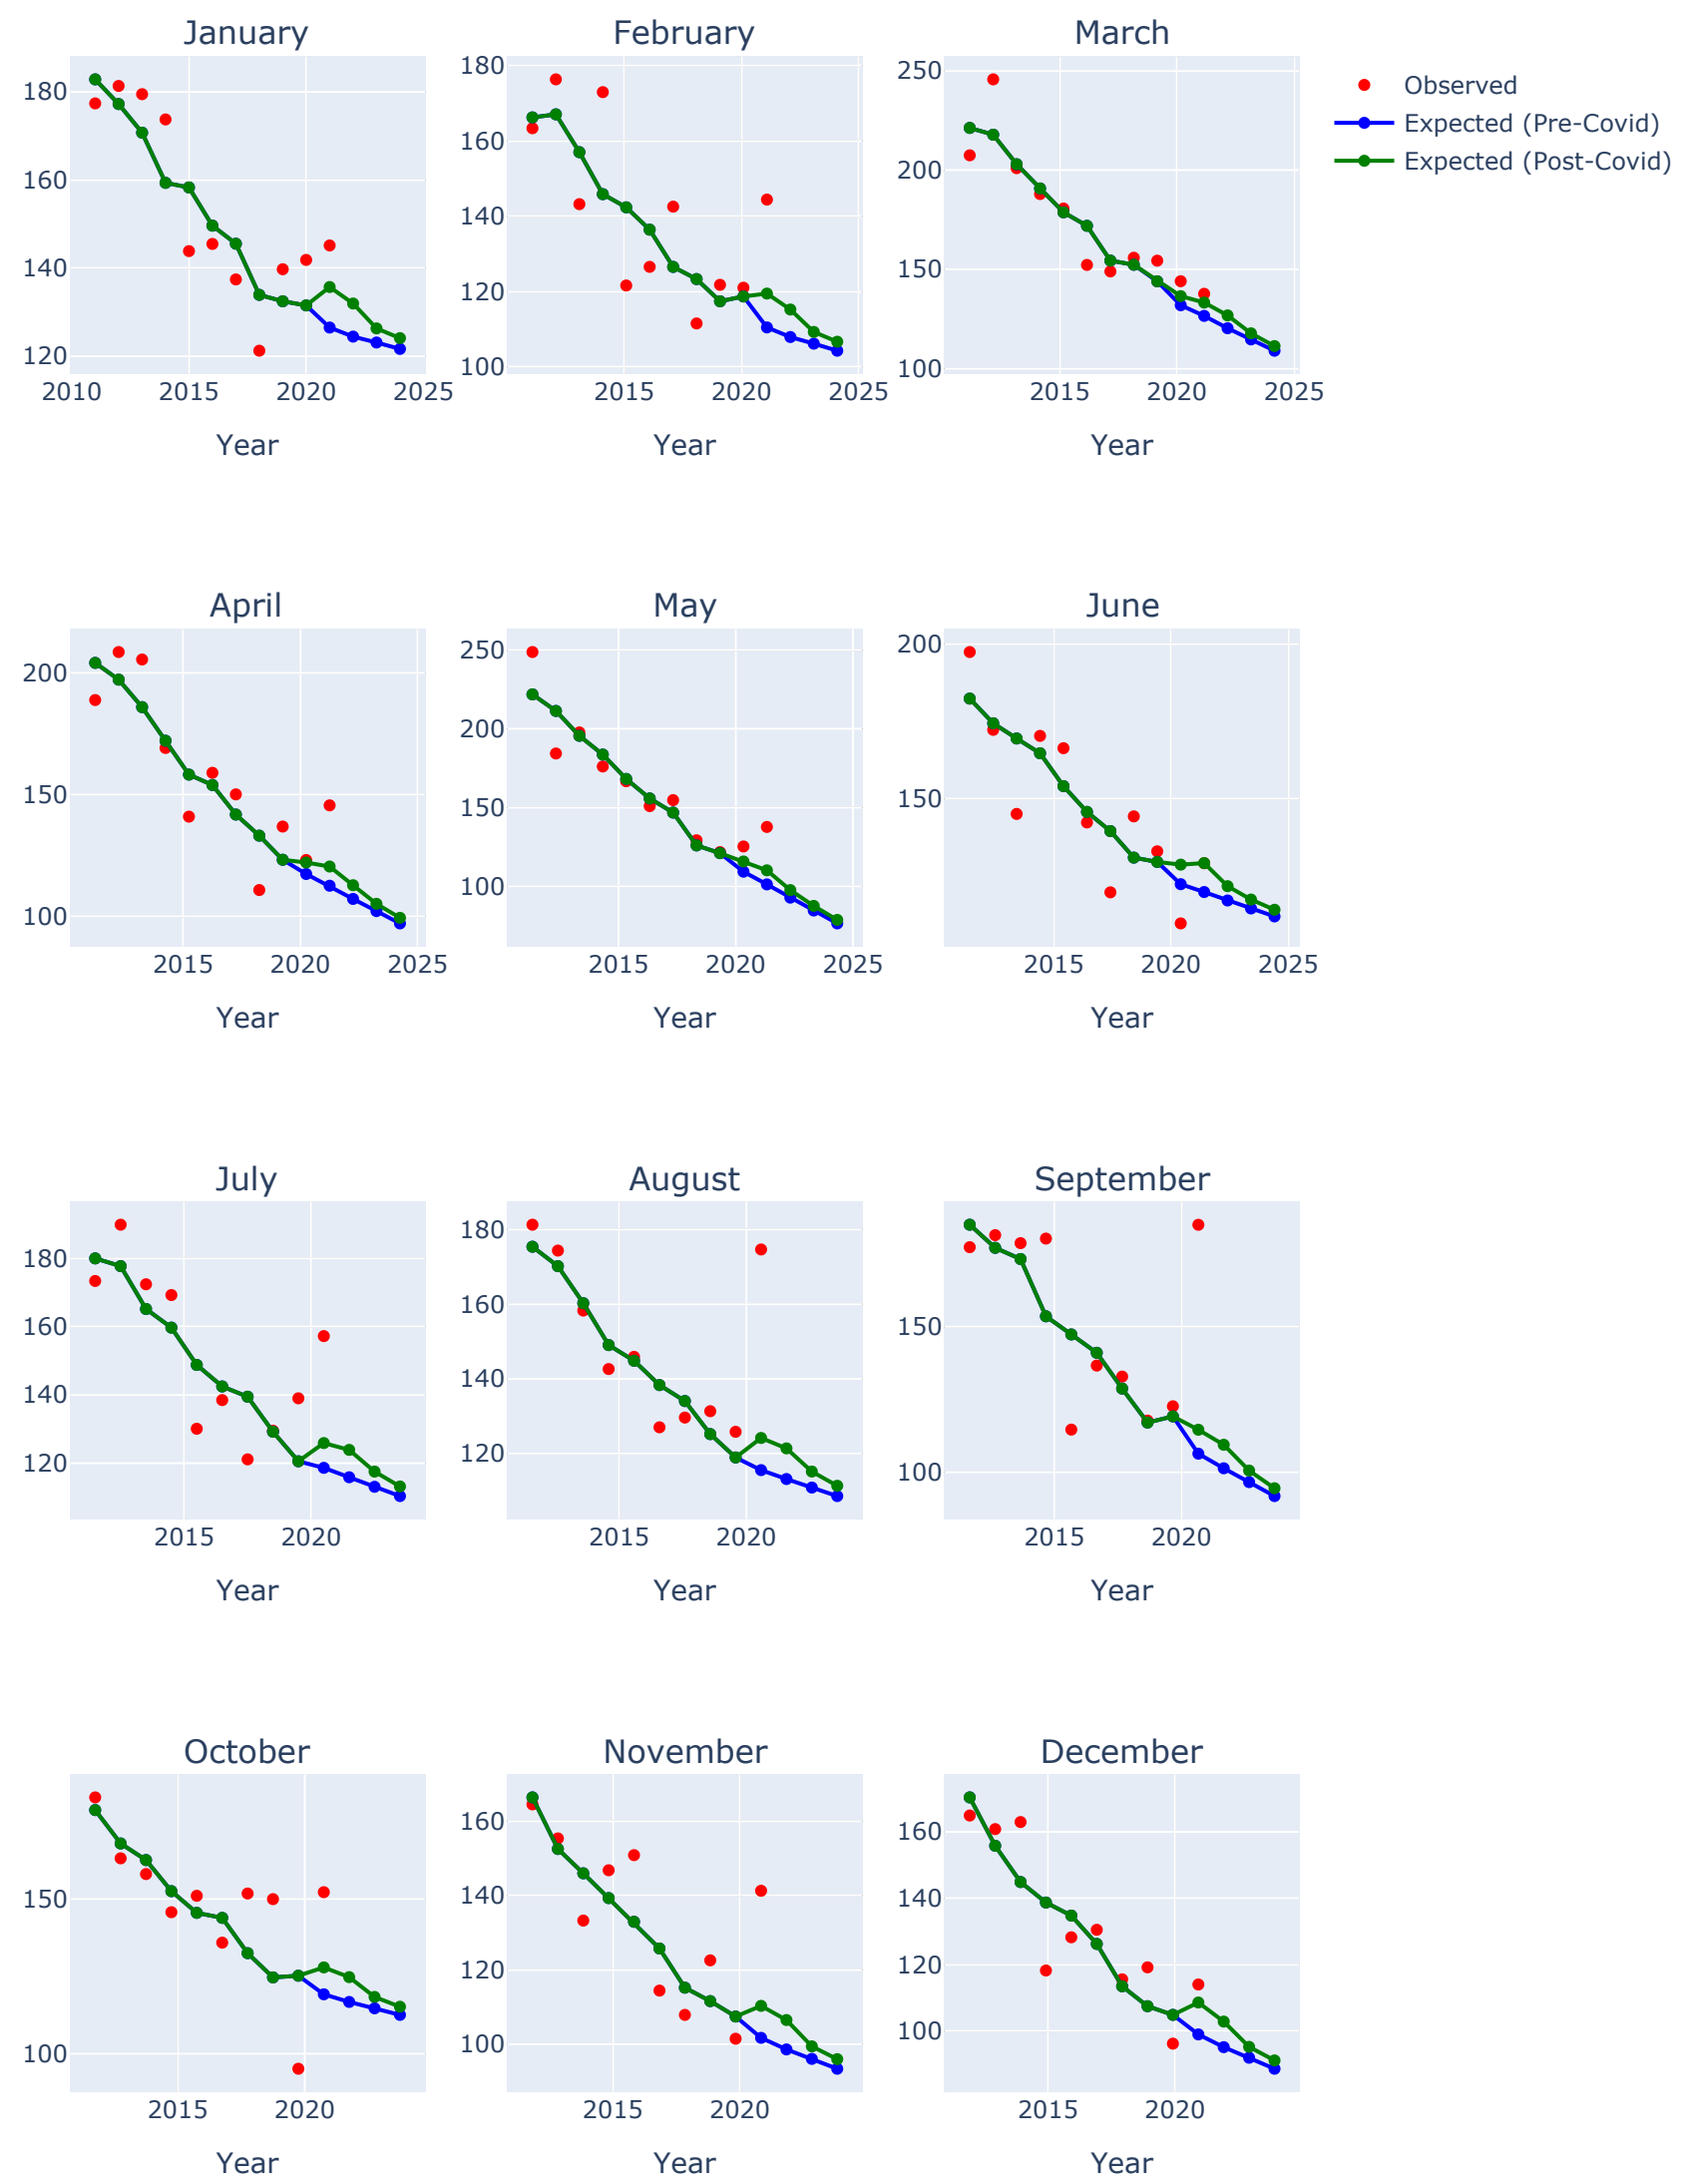 January February March
180
160
140
120
2010 2015 2020 2025
Year
180
160
140
120
100
2015 2020 2025
Year
250
200
150
100
2015 2020 2025
Year
Observed
Expected (Pre-Covid)
Expected (Post-Covid)
April May June
200
150
100
2015 2020 2025
Year
250
200
150
100
2015 2020 2025
Year
200
150
2015 2020 2025
Year
July August September
180
160
140
120
2015 2020
Year
180
160
140
120
2015 2020
Year
150
100
2015 2020
Year
October November December
150
100
2015 2020
Year
160
140
120
100
2015 2020
Year
160
140
120
100
2015 2020
Year